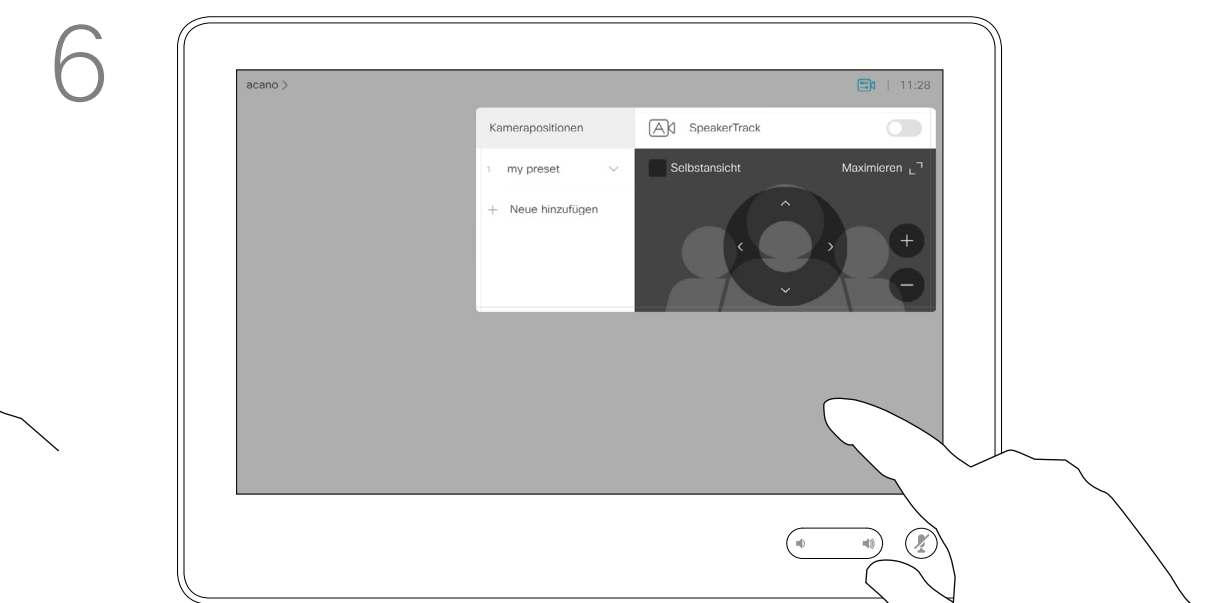 6
acano >
11:28
Kamerapositionen
SpeakerTrack
1 my preset
Selbstansicht
Maximieren
+ Neue hinzufügen